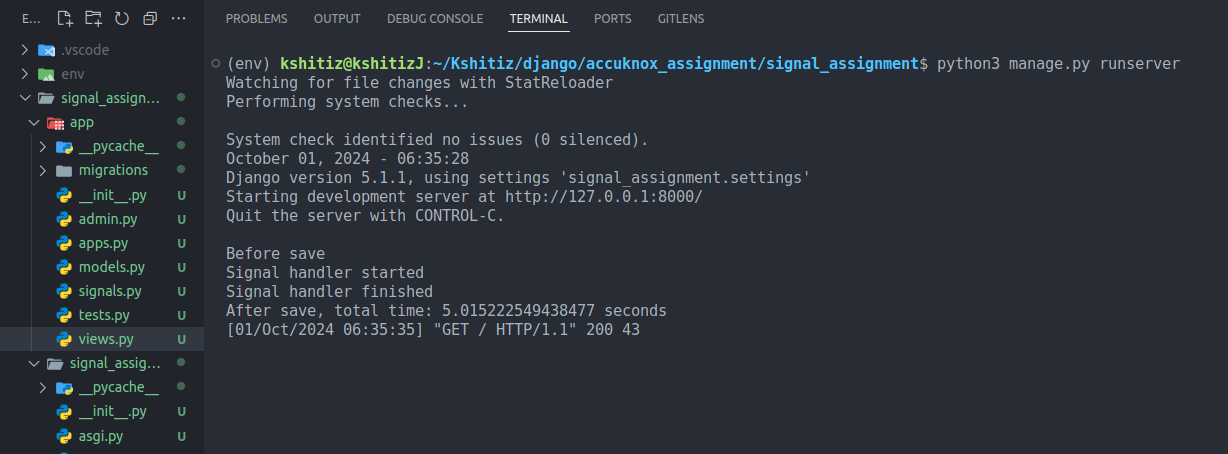 E...
PROBLEMS OUTPUT DEBUG CONSOLE TERMINAL PORTS GITLENS
.vscode
env
signal_assign...
app
__pycache__
migrations
__init__.py U
admin.py U
apps.py U
models.py U
signals.py U
tests.py U
views.py U
signal_assig...
__pycache__
__init__.py U
asgi.py U
(env) kshitiz@kshitizJ:~/Kshitiz/django/accuknox_assignment/signal_assignment$ python3 manage.py runserver
Watching for file changes with StatReloader
Performing system checks...
System check identified no issues (0 silenced).
October 01, 2024 - 06:35:28
Django version 5.1.1, using settings 'signal_assignment.settings'
Starting development server at http://127.0.0.1:8000/
Quit the server with CONTROL-C.
Before save
Signal handler started
Signal handler finished
After save, total time: 5.015222549438477 seconds
[01/Oct/2024 06:35:35] "GET / HTTP/1.1" 200 43